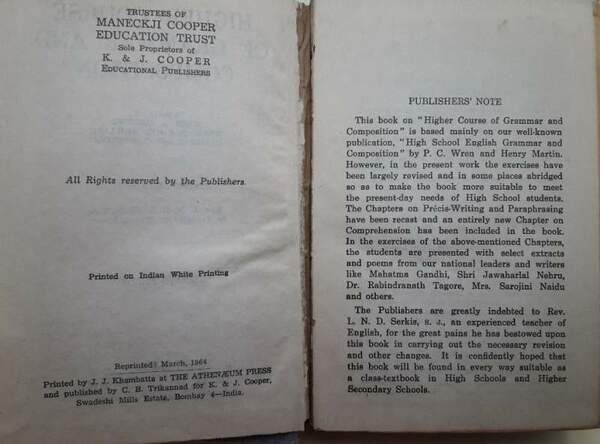 TRUSTEES OF
MANECKJI COOPER
EDUCATION TRUST
Sole Proprietors of
K. & J. COOPER
EDUCATIONAL PUBLISHERS
All Rights reserved by the Publishers.
Printed on Indian White Printing
Reprinted March, 1964
Printed by J. J. Khambatta at THE ATHENÆUM PRESS
and published by C. B. Trikannad for K. & J. Cooper,
Swadeshi Mills Estate, Bombay 4—India.
PUBLISHERS' NOTE
This book on "Higher Course of Grammar and
Composition" is based mainly on our well-known
publication, "High School English Grammar and
Composition" by P. C. Wren and Henry Martin.
However, in the present work the exercises have
been largely revised and in some places abridged
so as to make the book more suitable to meet
the present-day needs of High School students.
The Chapters on Précis-Writing and Paraphrasing
have been recast and an entirely new Chapter on
Comprehension has been included in the book.
In the exercises of the above-mentioned Chapters,
the students are presented with select extracts
and poems from our national leaders and writers
like Mahatma Gandhi, Shri Jawaharlal Nehru,
Dr. Rabindranath Tagore, Mrs. Sarojini Naidu
and others.
The Publishers are greatly indebted to Rev.
L. N. D. Serkis, S. J., an experienced teacher of
English, for the great pains he has bestowed upon
this book in carrying out the necessary revision
and other changes. It is confidently hoped that
this book will be found in every way suitable as
a class-textbook in High Schools and Higher
Secondary Schools.